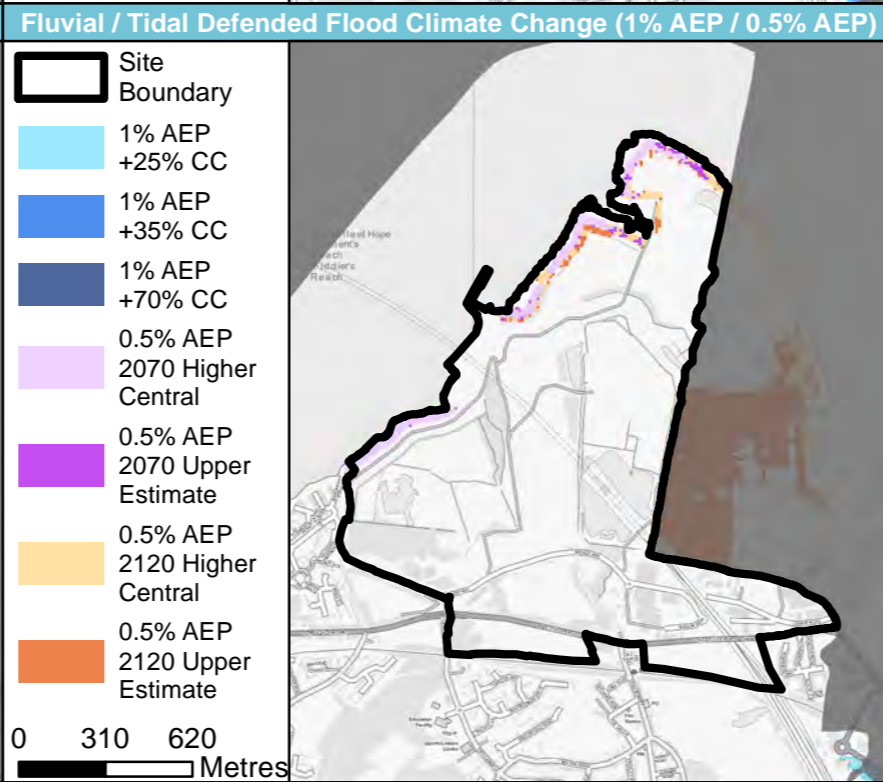 Fluvial / Tidal Defended Flood Climate Change (1% AEP / 0.5% AEP)
Site
Boundary
1% AEP
+25% CC
1% AEP
+35% CC
1% AEP
+70% CC
0.5% AEP
2070 Higher
Central
0.5% AEP
2070 Upper
Estimate
0.5% AEP
2120 Higher
Central
0.5% AEP
2120 Upper
Estimate
0 310 620
Metres
Hope
Reach